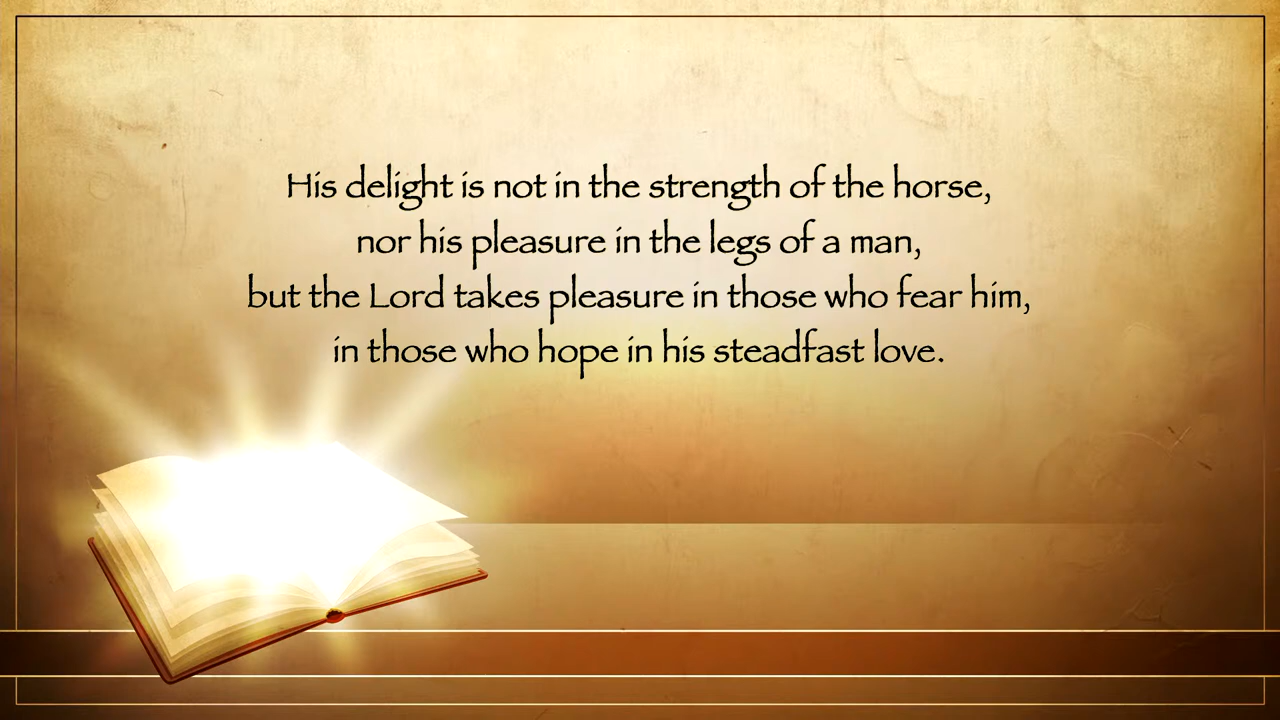 His delight is not in the strength of the horse,
nor his pleasure in the legs of a man,
but the Lord takes pleasure in those who fear him,
in those who hope in his steadfast love.